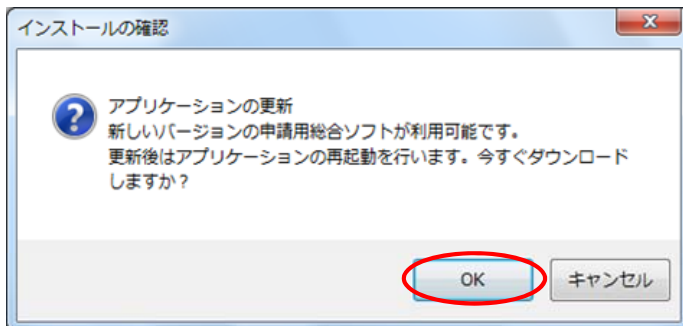 インストールの確認
アプリケーションの更新
新しいバージョンの申請用総合ソフトが利用可能です。
更新後はアプリケーションの再起動を行います。今すぐダウンロード
しますか？
OK
キャンセル